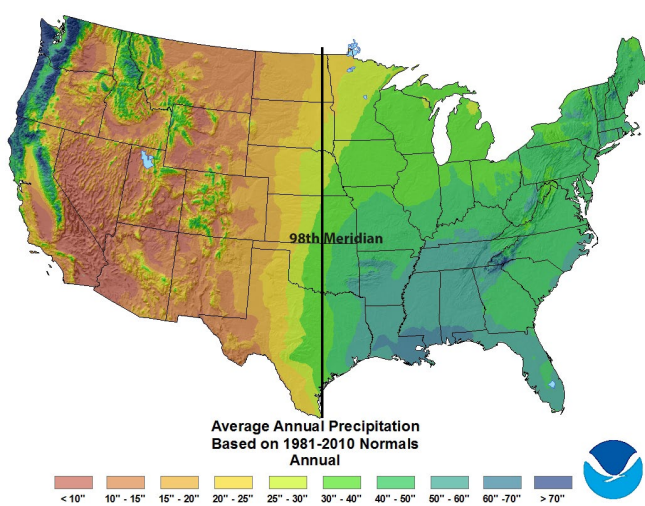 98th Meridian
Average Annual Precipitation
Based on 1981-2010 Normals
Annual
< 10" 10" - 15" 15" - 20" 20" - 25" 25" - 30" 30" - 40" 40" - 50" 50" - 60" 60" -70" > 70"